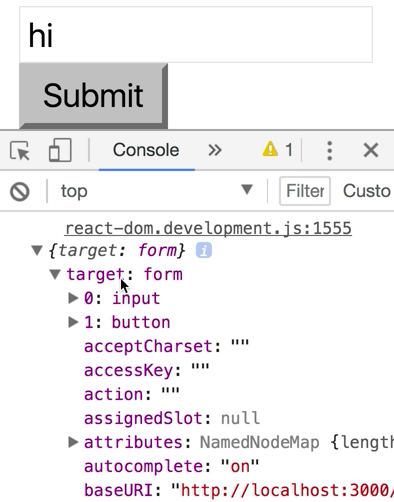 hi
Submit
Console » 1
top Filter Custo
react-dom.development.js:1555
{target: form} i
target: form
0: input
1: button
acceptCharset: ""
accessKey: ""
action: ""
assignedSlot: null
attributes: NamedNodeMap {length
autocomplete: "on"
baseURI: "http://localhost:3000/